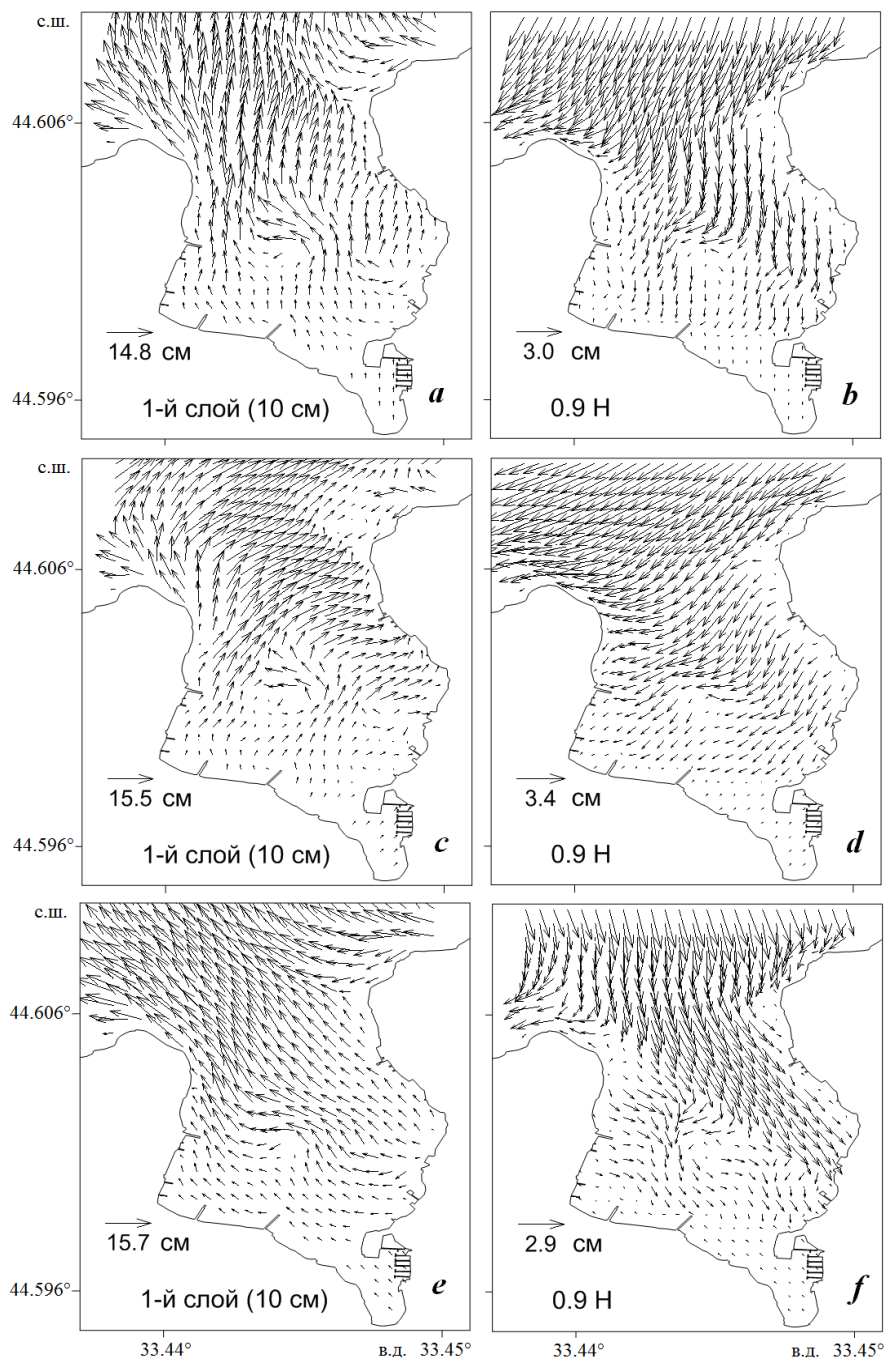 с.ш.
44.606°
14.8 см
3.0 см
44.596°
1-й слой (10 см)
a
0.9 H
b
с.ш.
44.606°
15.5 см
3.4 см
44.596°
1-й слой (10 см)
c
0.9 H
d
с.ш.
44.606°
15.7 см
2.9 см
44.596°
1-й слой (10 см)
e
0.9 H
f
33.44°
в.д.
33.45°
33.44°
в.д.
33.45°